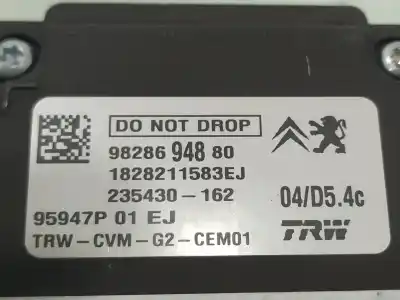 DO NOT DROP
98286 948 80
1828211583EJ
235430-162
04/D5.4c
95947P 01 EJ
TRW-CVM-G2-CEM01
TRW